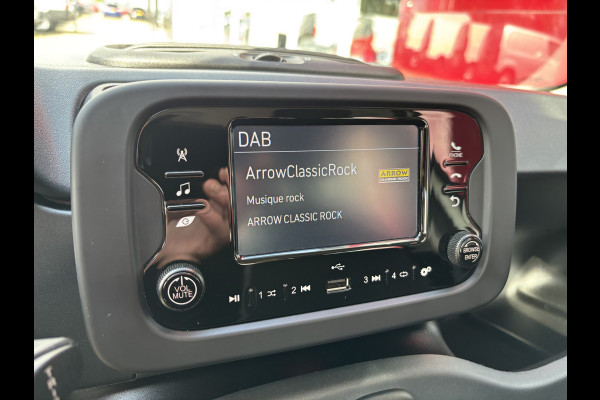 DAB
ArrowClassicRock
ARROW
Musique rock
ARROW CLASSIC ROCK
PHONE
VOL
MUTE
BROWSE
ENTER
1 2 3 4